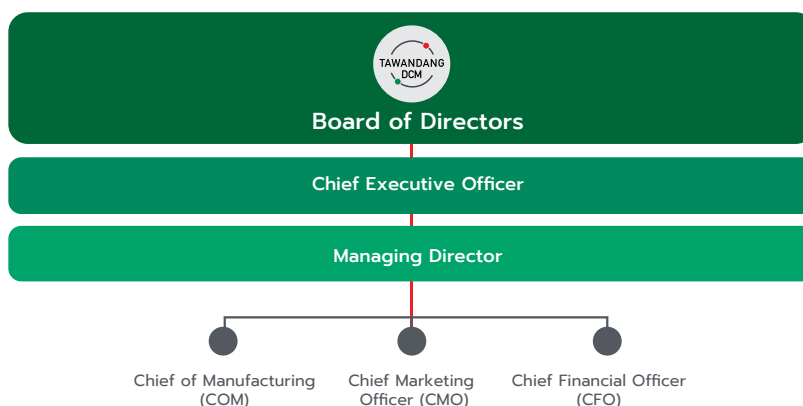 TAWANDANG
DCM
Board of Directors
Chief Executive Officer
Managing Director
Chief of Manufacturing
(COM)
Chief Marketing
Officer (CMO)
Chief Financial Officer
(CFO)